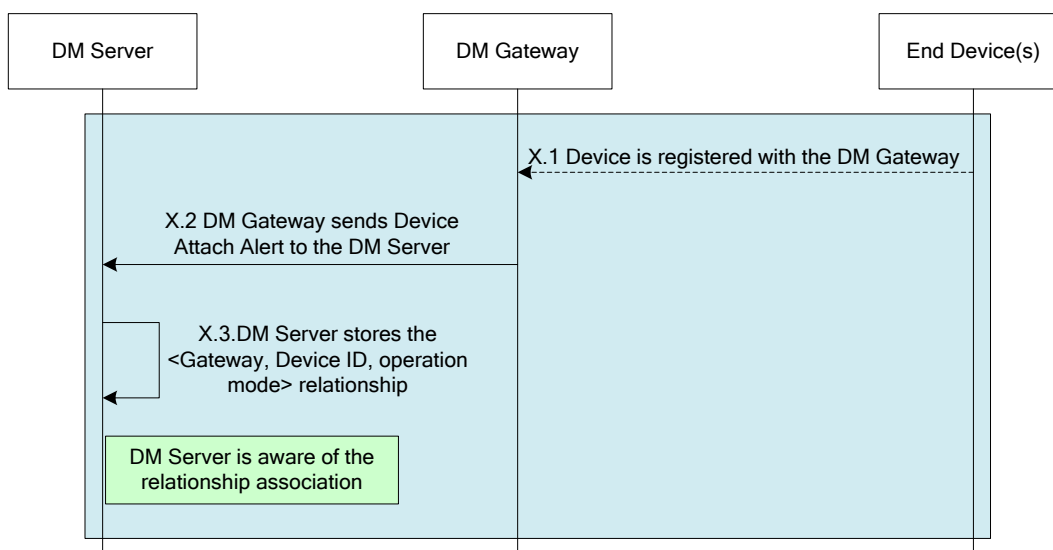 DM Server
DM Gateway
End Device(s)
X.1 Device is registered with the DM Gateway
X.2 DM Gateway sends Device
Attach Alert to the DM Server
X.3.DM Server stores the
<Gateway, Device ID, operation
mode> relationship
DM Server is aware of the
relationship association